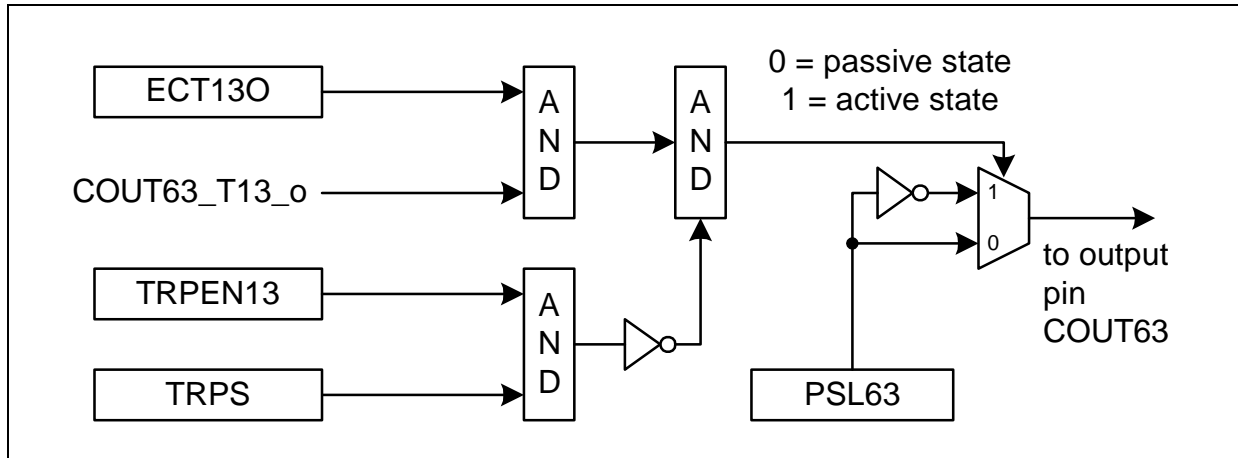 ECT13O
COUT63_T13_o
TRPEN13
TRPS
A
N
D
A
N
D
A
N
D
0 = passive state
1 = active state
1
0
to output
pin
COUT63
PSL63